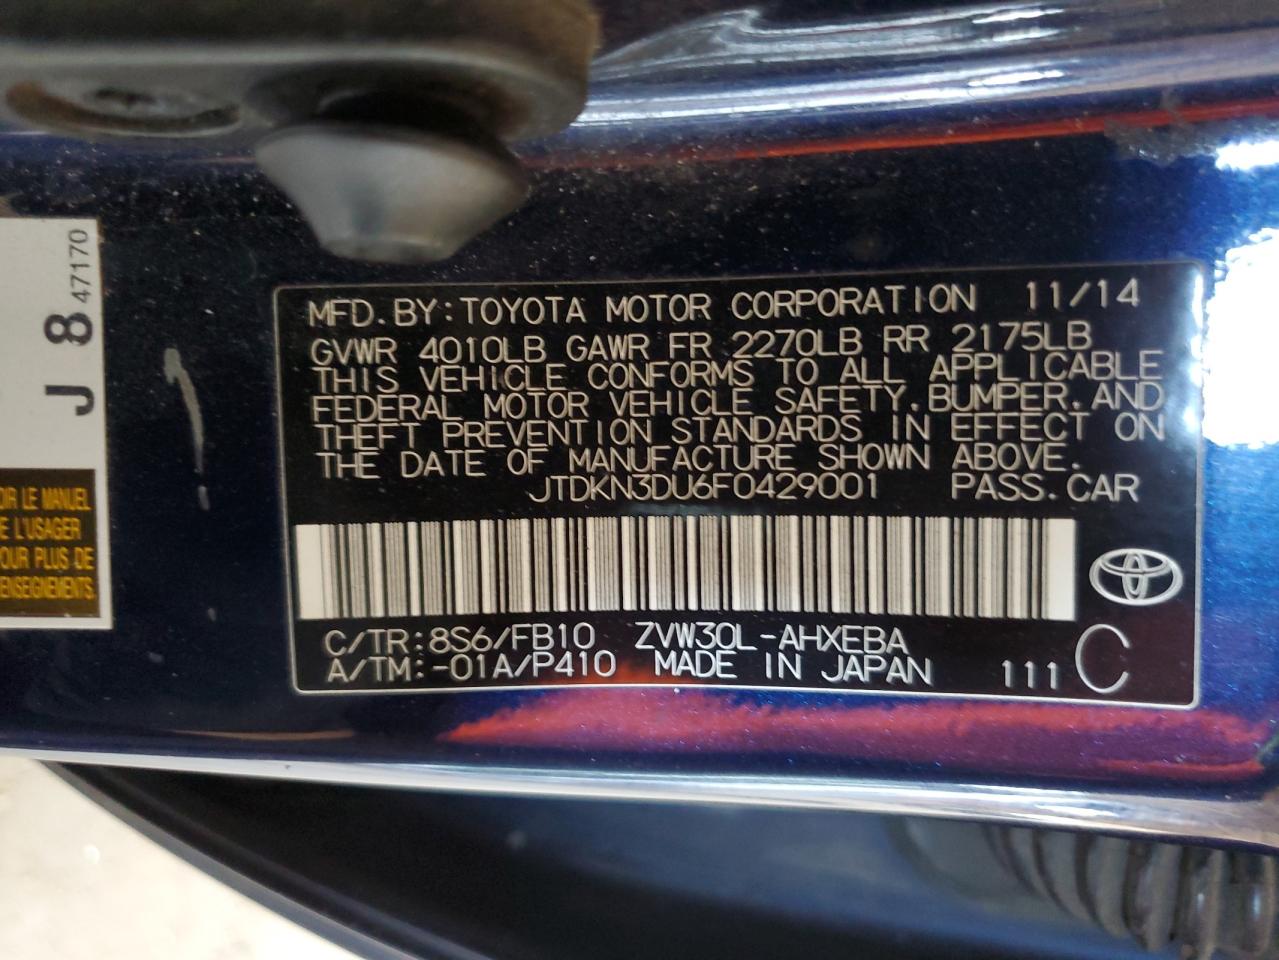 MFD. BY: TOYOTA MOTOR CORPORATION 11/14
GVWR 4010LB GAWR FR 2270LB RR 2175LB
THIS VEHICLE CONFORMS TO ALL APPLICABLE
FEDERAL MOTOR VEHICLE SAFETY, BUMPER, AND
THEFT PREVENTION STANDARDS IN EFFECT ON
THE DATE OF MANUFACTURE SHOWN ABOVE.
JTDKN3DU6F0429001 PASS. CAR
C/TR: 8S6/FB10 ZVW30L-AHXEBA
A/TM: -01A/P410 MADE IN JAPAN 111 C
J 8 47170
OIR LE MANUEL
E L'USAGER
OUR PLUS DE
ENSEIGNEMENTS.